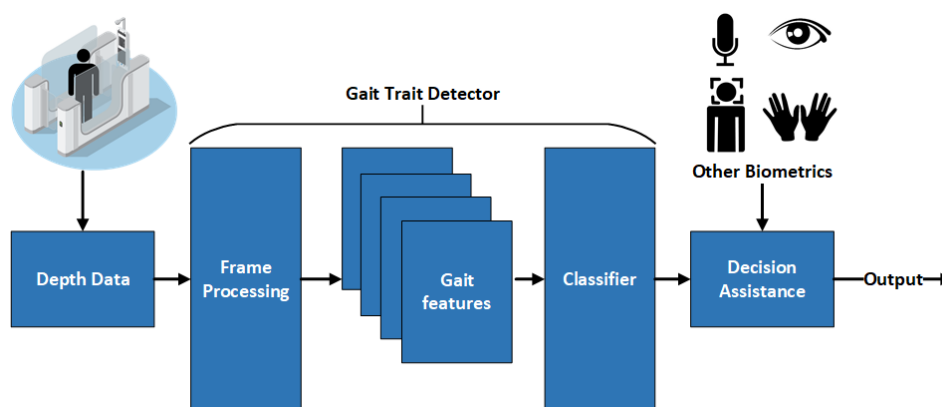 Gait Trait Detector
Other Biometrics
Depth Data
Frame
Processing
Gait
features
Classifier
Decision
Assistance
Output